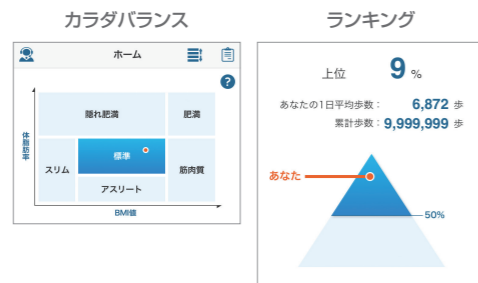 カラダバランス
ホーム
?
体脂肪率
隠れ肥満
肥満
スリム
標準
筋肉質
アスリート
BMI値
ランキング
上位 9 %
あなたの1日平均歩数： 6,872 歩
累計歩数： 9,999,999 歩
あなた
50%